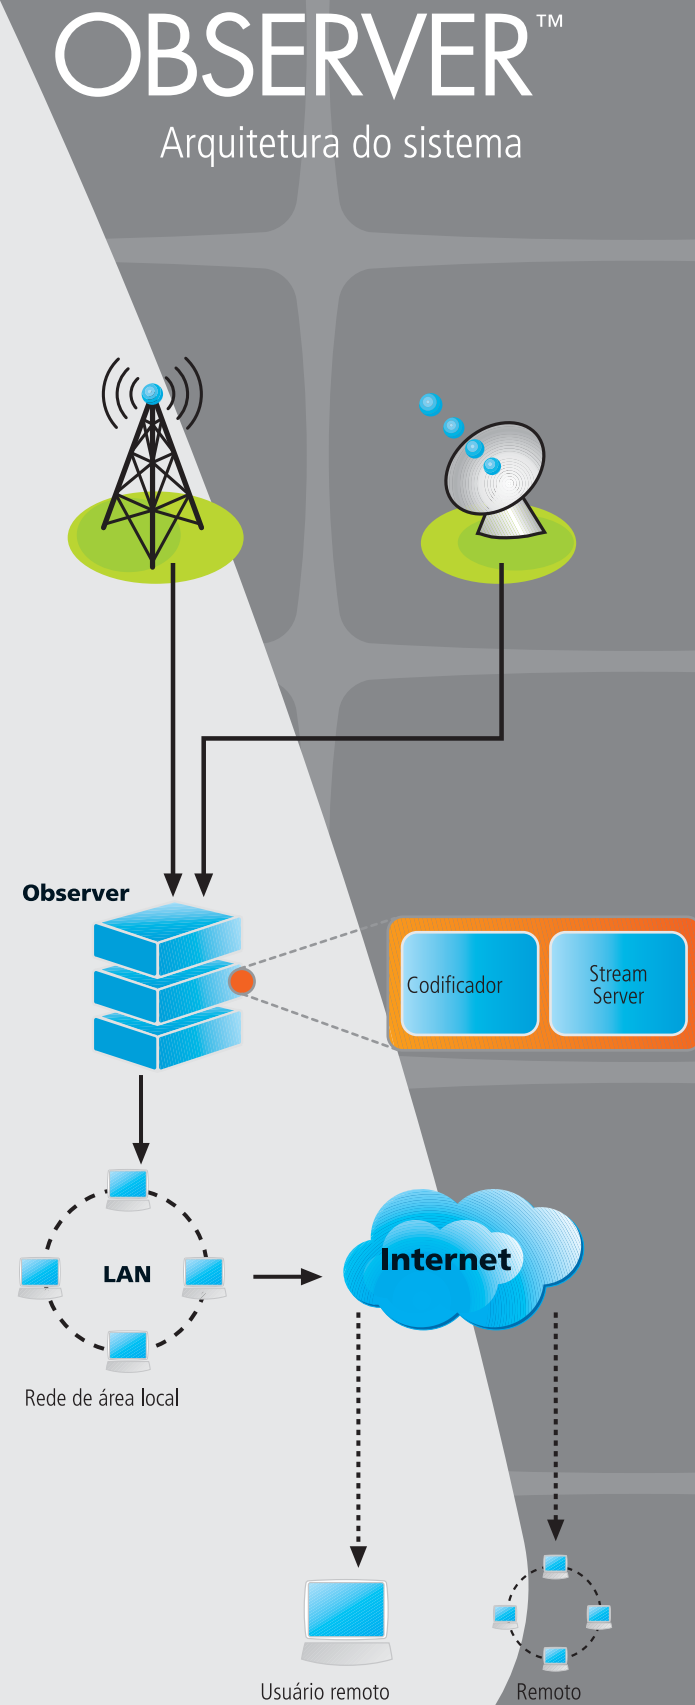 OBSERVER™
Arquitetura do sistema
Observer
Codificador
Stream
Server
LAN
Internet
Rede de área local
Usuário remoto
Remoto